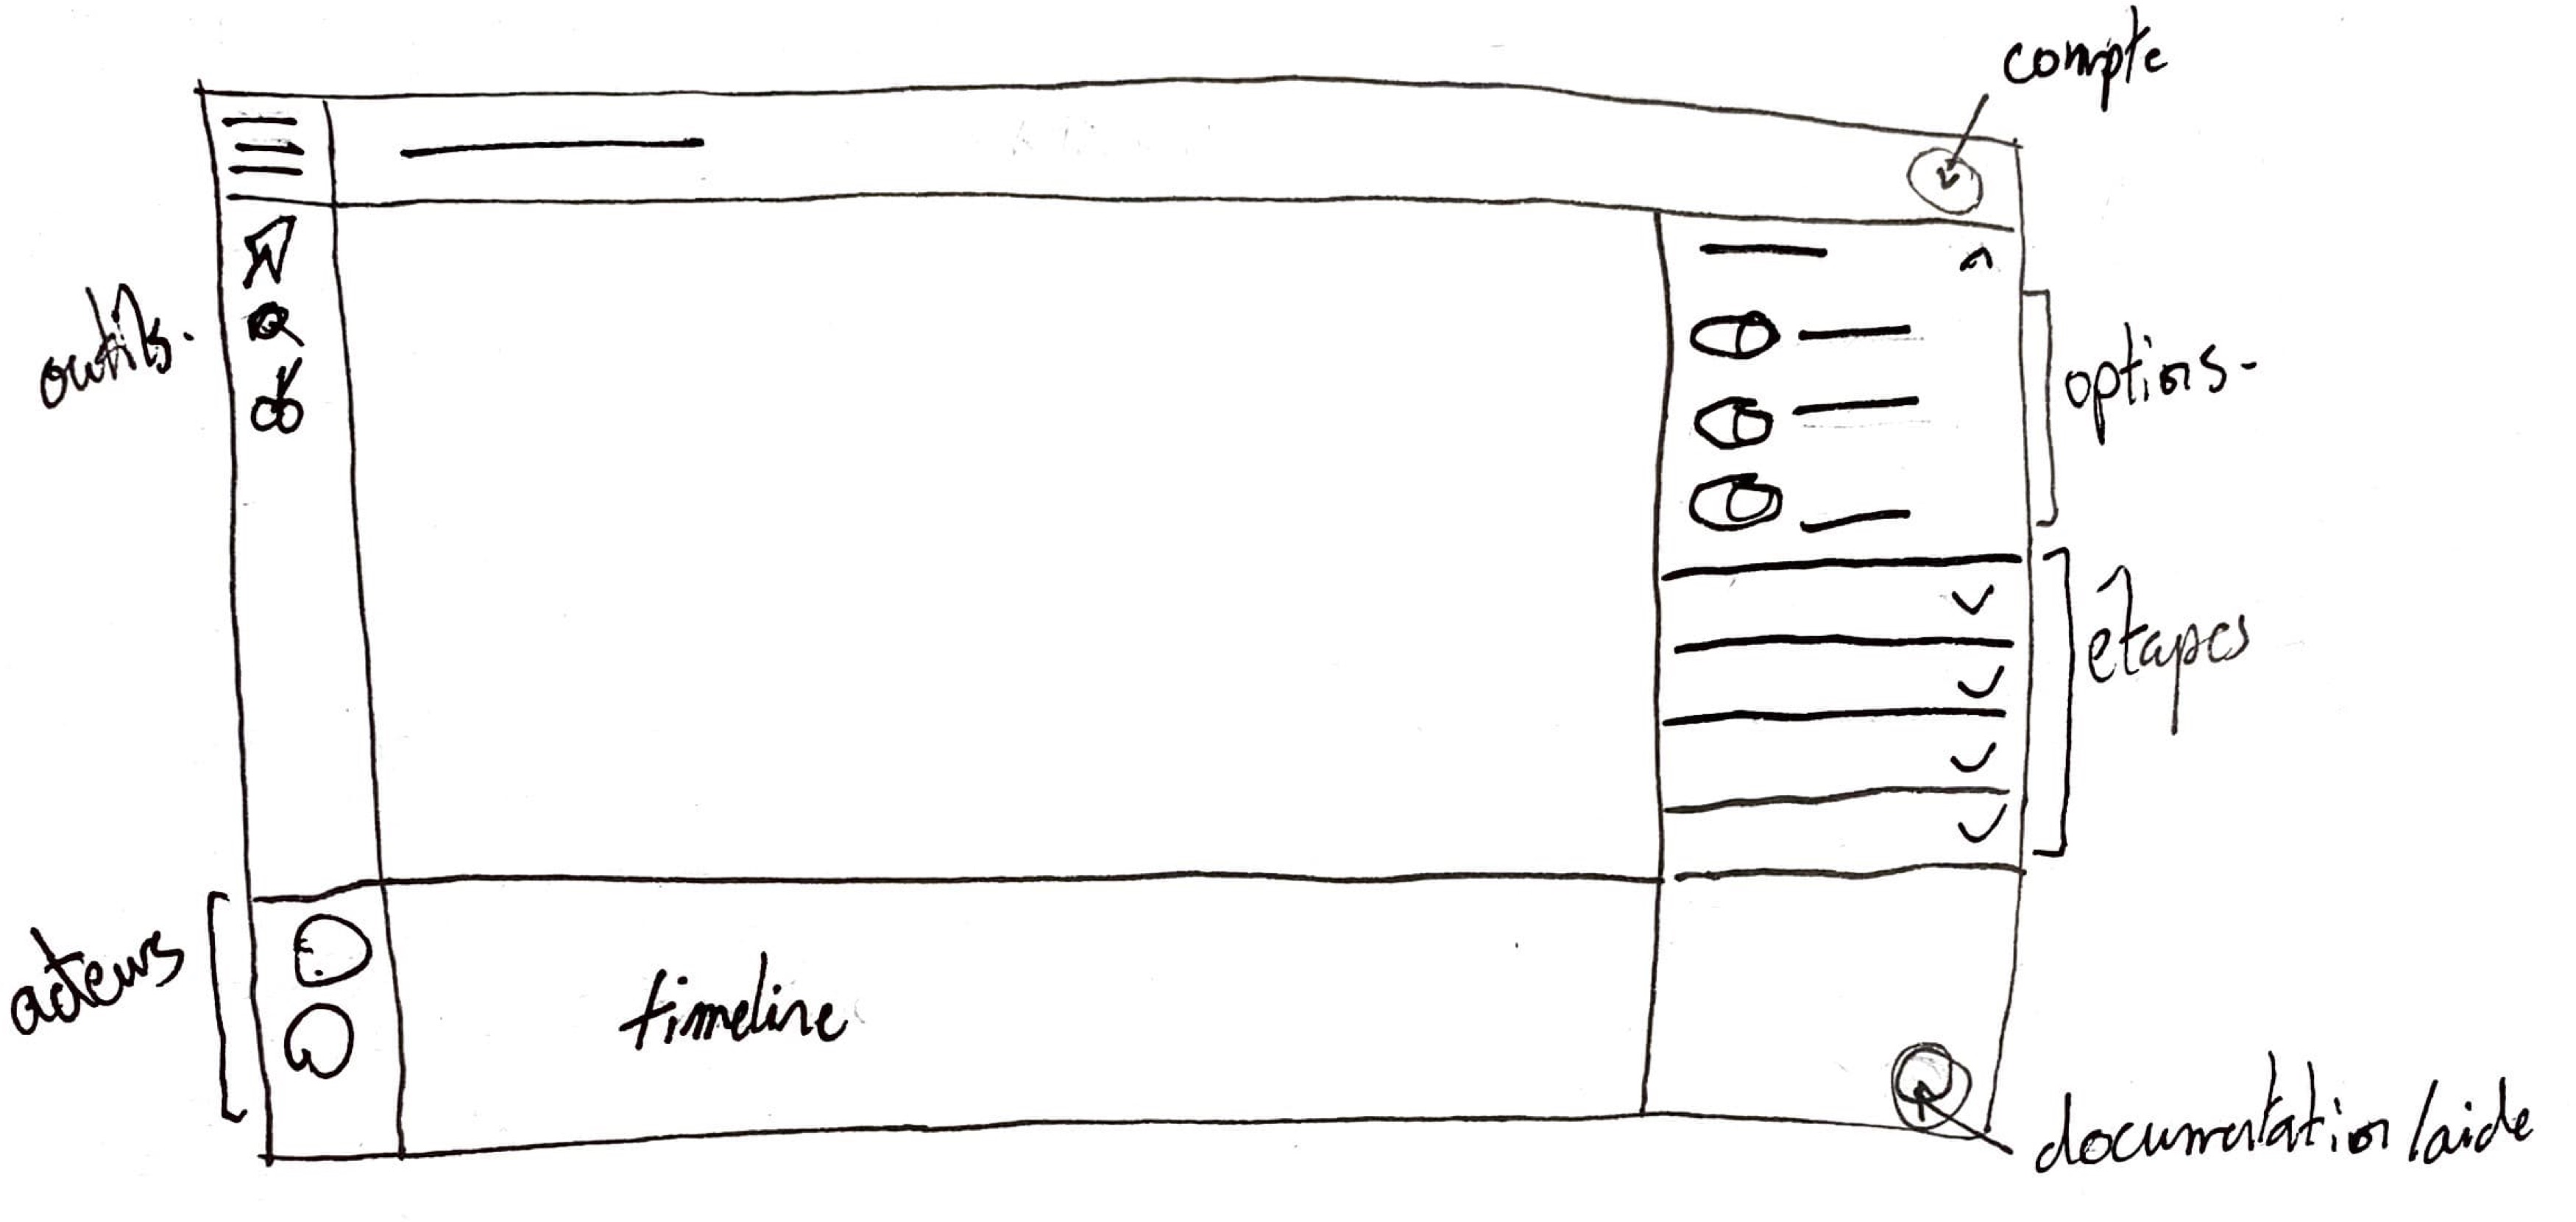 compte
outils.
options-
étapes
acteurs
timeline
documentation/aide